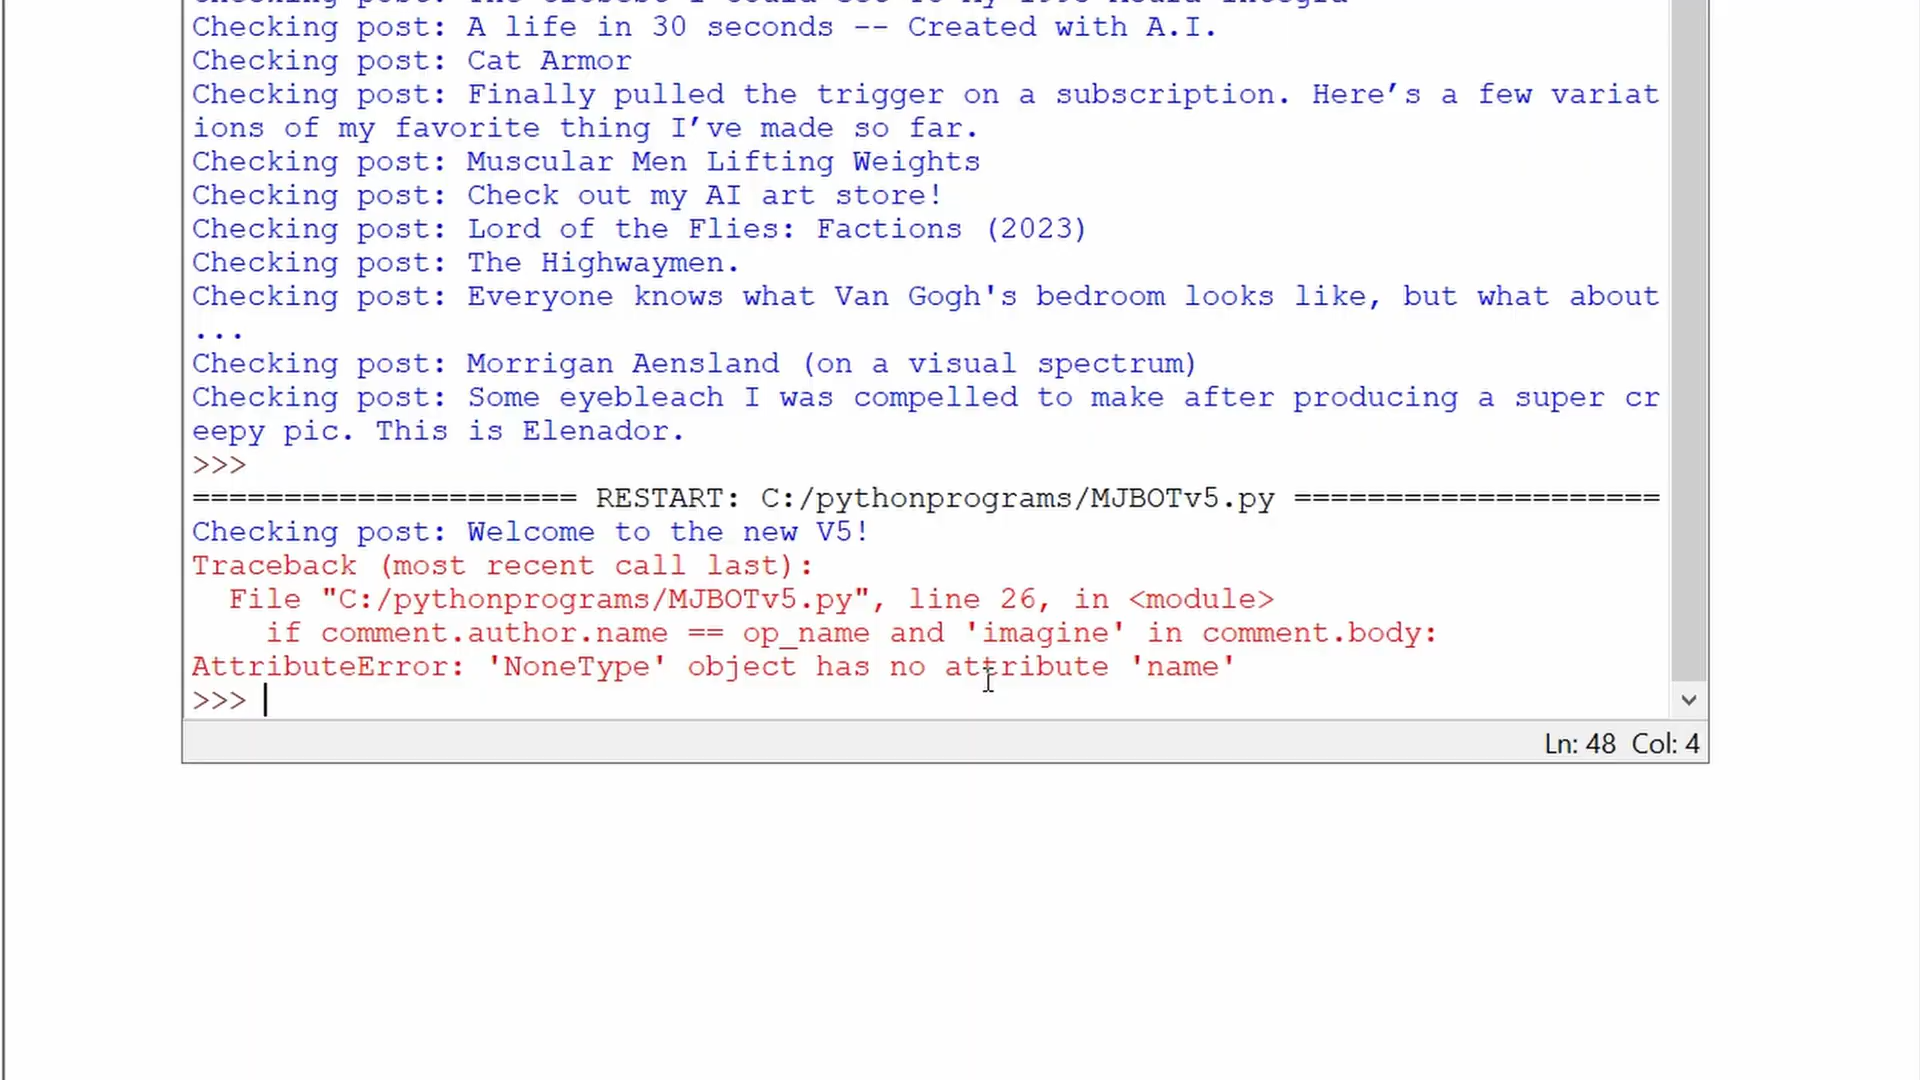 Checking post: A life in 30 seconds -- Created with A.I.
Checking post: Cat Armor
Checking post: Finally pulled the trigger on a subscription. Here’s a few variat
ions of my favorite thing I’ve made so far.
Checking post: Muscular Men Lifting Weights
Checking post: Check out my AI art store!
Checking post: Lord of the Flies: Factions (2023)
Checking post: The Highwaymen.
Checking post: Everyone knows what Van Gogh's bedroom looks like, but what about
...
Checking post: Morrigan Aensland (on a visual spectrum)
Checking post: Some eyebleach I was compelled to make after producing a super cr
eepy pic. This is Elenador.
>>>
===================== RESTART: C:/pythonprograms/MJBOTv5.py ====================
Checking post: Welcome to the new V5!
Traceback (most recent call last):
  File "C:/pythonprograms/MJBOTv5.py", line 26, in <module>
    if comment.author.name == op_name and 'imagine' in comment.body:
AttributeError: 'NoneType' object has no attribute 'name'
>>>
Ln: 48 Col: 4